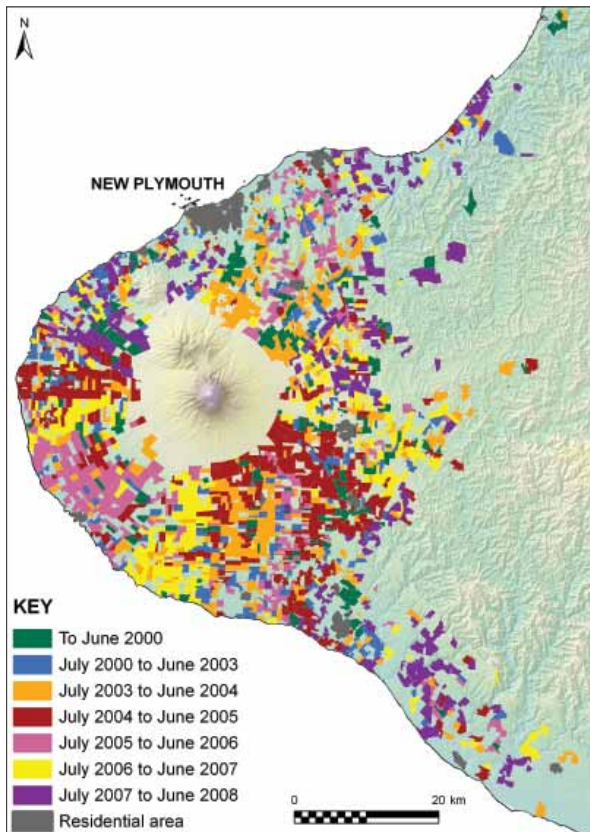 N
NEW PLYMOUTH
KEY
To June 2000
July 2000 to June 2003
July 2003 to June 2004
July 2004 to June 2005
July 2005 to June 2006
July 2006 to June 2007
July 2007 to June 2008
Residential area
0 20 km